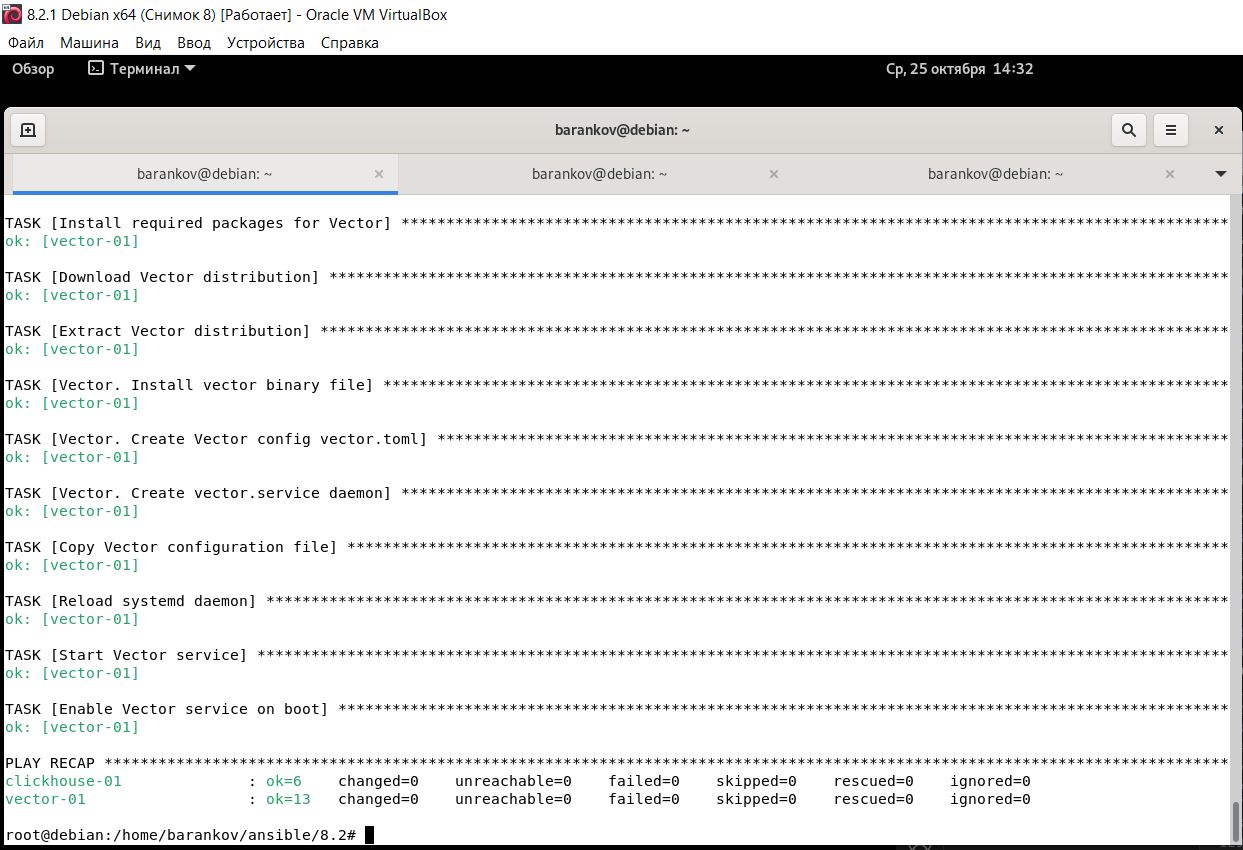 8.2.1 Debian x64 (Снимок 8) [Работает] - Oracle VM VirtualBox
Файл Машина Вид Ввод Устройства Справка
Обзор Терминал Ср, 25 октября 14:32
barankov@debian: ~
barankov@debian: ~ barankov@debian: ~ barankov@debian: ~
TASK [Install required packages for Vector] ********************************************************************************************
ok: [vector-01]
TASK [Download Vector distribution] ****************************************************************************************************
ok: [vector-01]
TASK [Extract Vector distribution] *****************************************************************************************************
ok: [vector-01]
TASK [Vector. Install vector binary file] **********************************************************************************************
ok: [vector-01]
TASK [Vector. Create Vector config vector.toml] ****************************************************************************************
ok: [vector-01]
TASK [Vector. Create vector.service daemon] ********************************************************************************************
ok: [vector-01]
TASK [Copy Vector configuration file] **************************************************************************************************
ok: [vector-01]
TASK [Reload systemd daemon] ***********************************************************************************************************
ok: [vector-01]
TASK [Start Vector service] ************************************************************************************************************
ok: [vector-01]
TASK [Enable Vector service on boot] ***************************************************************************************************
ok: [vector-01]
PLAY RECAP *****************************************************************************************************************************
clickhouse-01 : ok=6 changed=0 unreachable=0 failed=0 skipped=0 rescued=0 ignored=0
vector-01 : ok=13 changed=0 unreachable=0 failed=0 skipped=0 rescued=0 ignored=0
root@debian:/home/barankov/ansible/8.2#